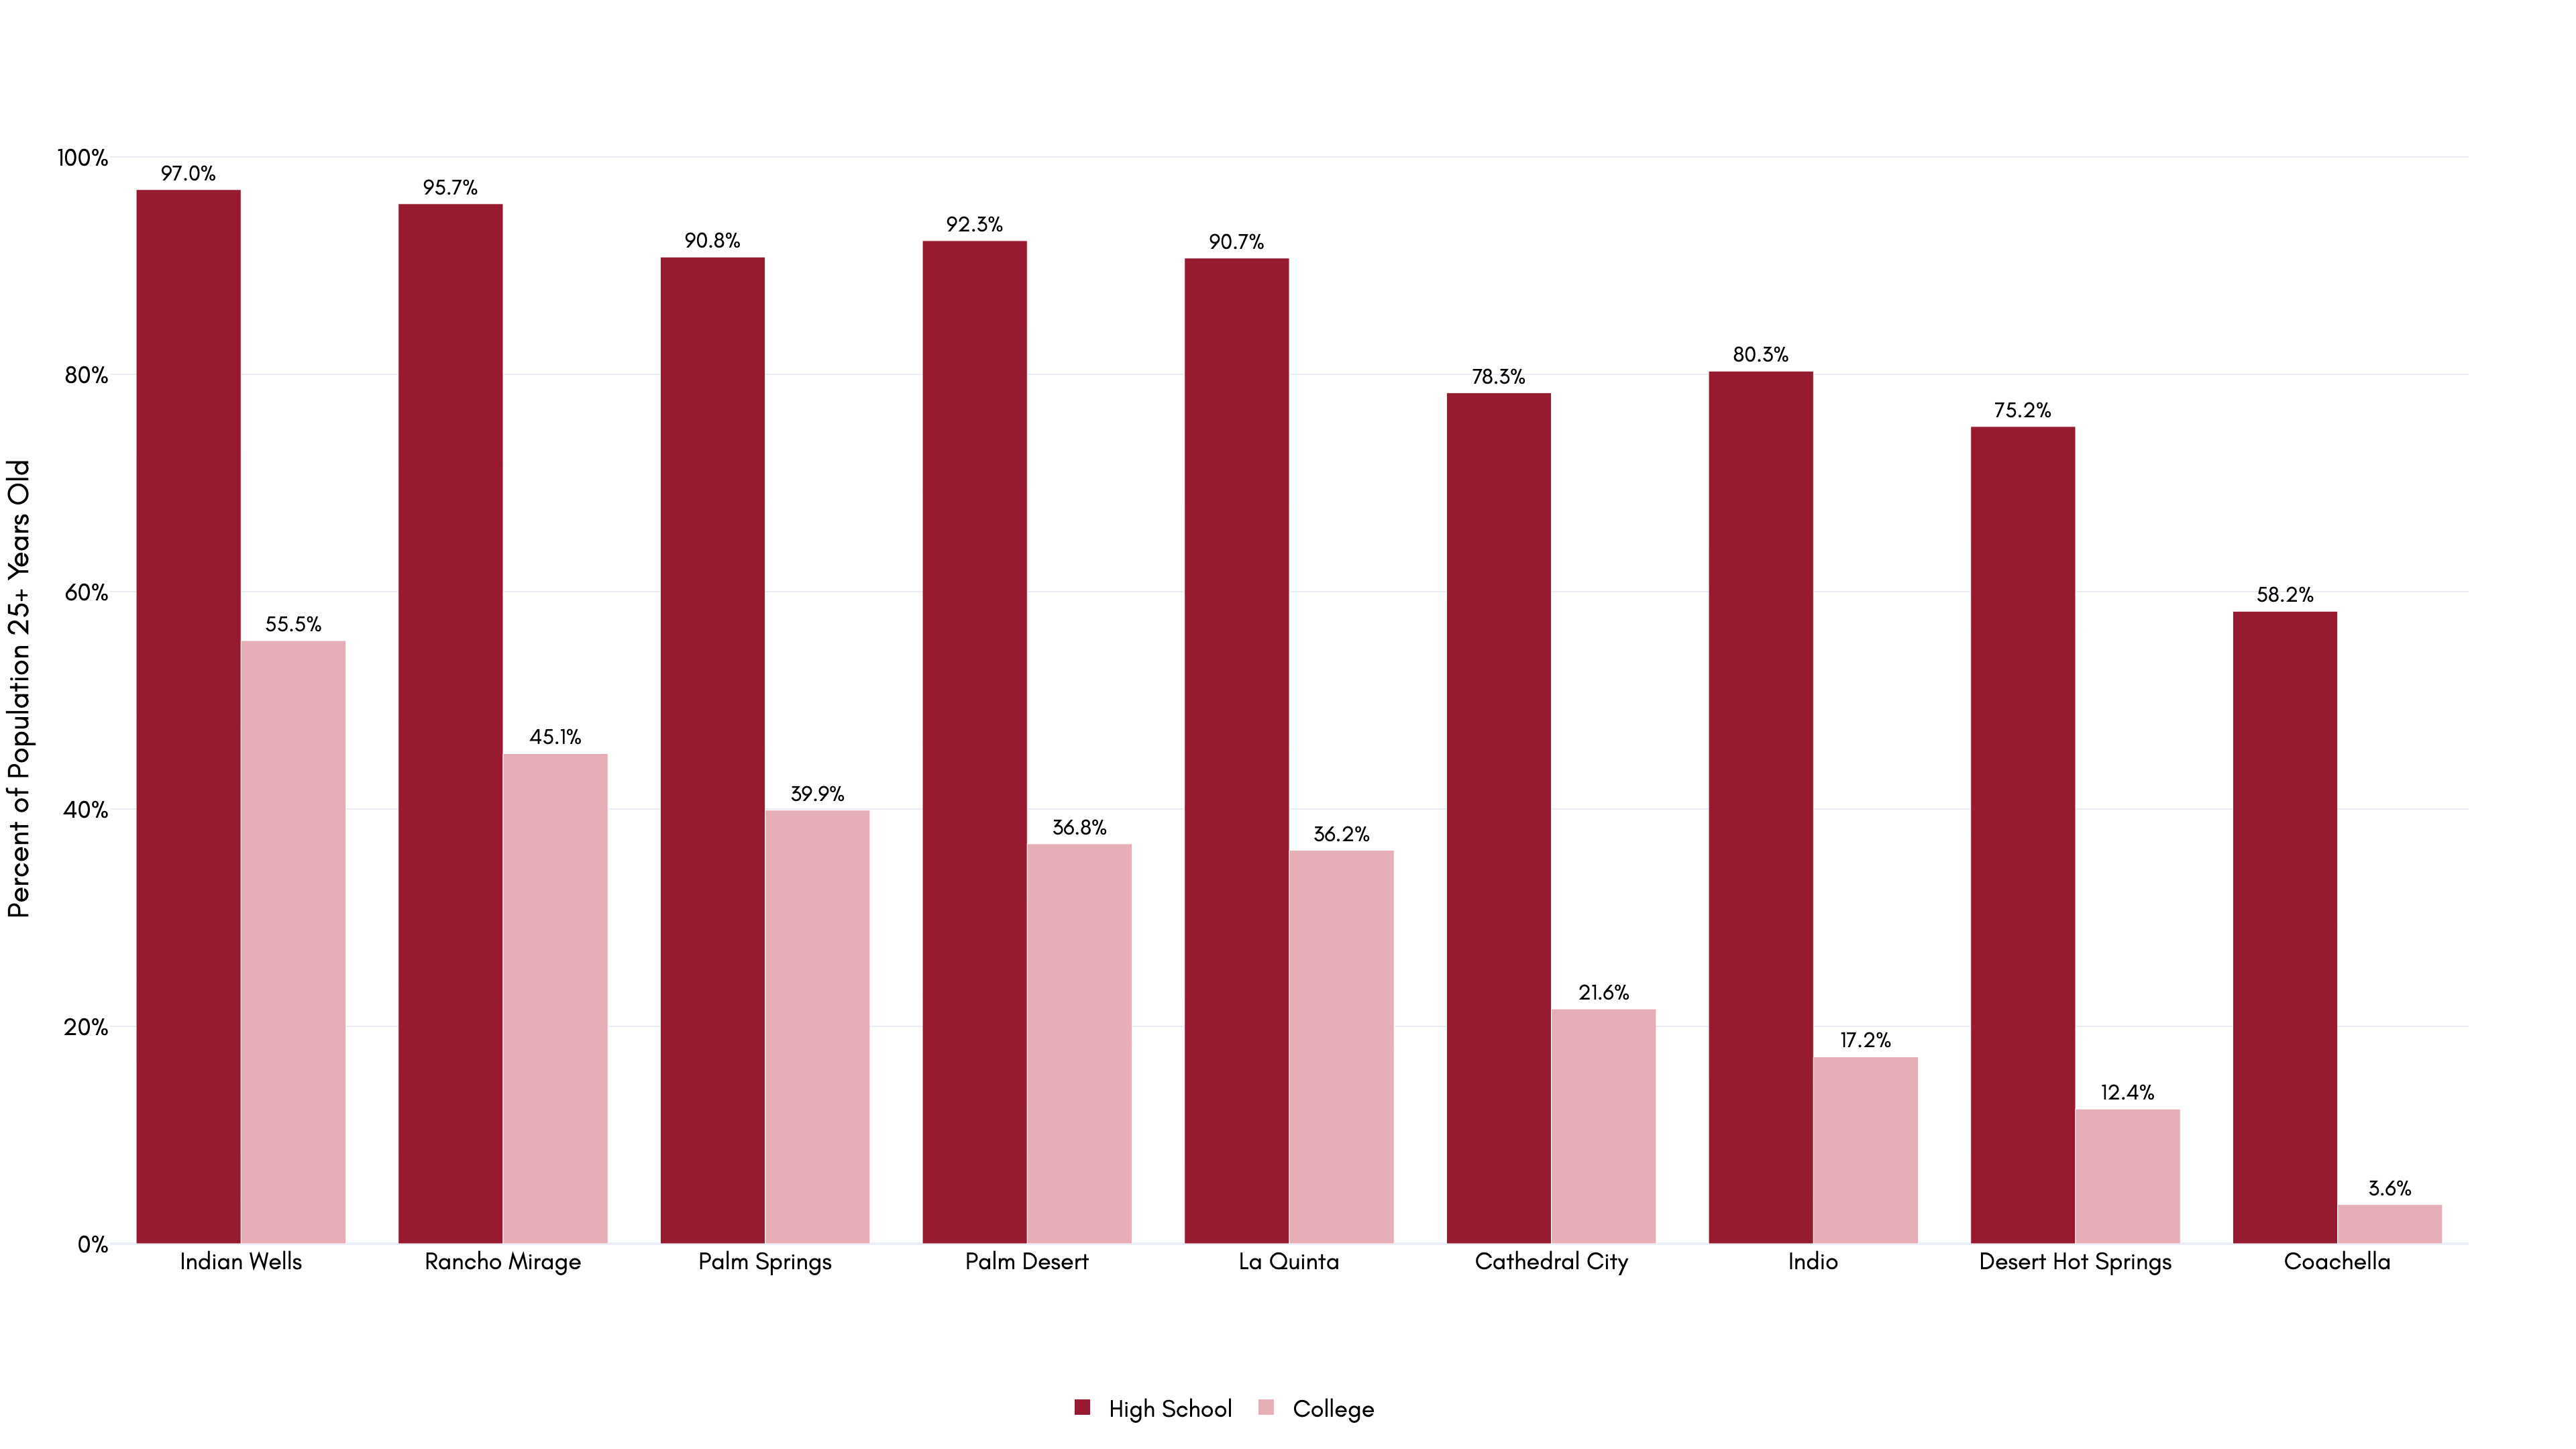 Percent of Population 25+ Years Old
100%
80%
60%
40%
20%
0%
97.0%
55.5%
95.7%
45.1%
90.8%
39.9%
92.3%
36.8%
90.7%
36.2%
78.3%
21.6%
80.3%
17.2%
75.2%
12.4%
58.2%
3.6%
Indian Wells
Rancho Mirage
Palm Springs
Palm Desert
La Quinta
Cathedral City
Indio
Desert Hot Springs
Coachella
High School
College